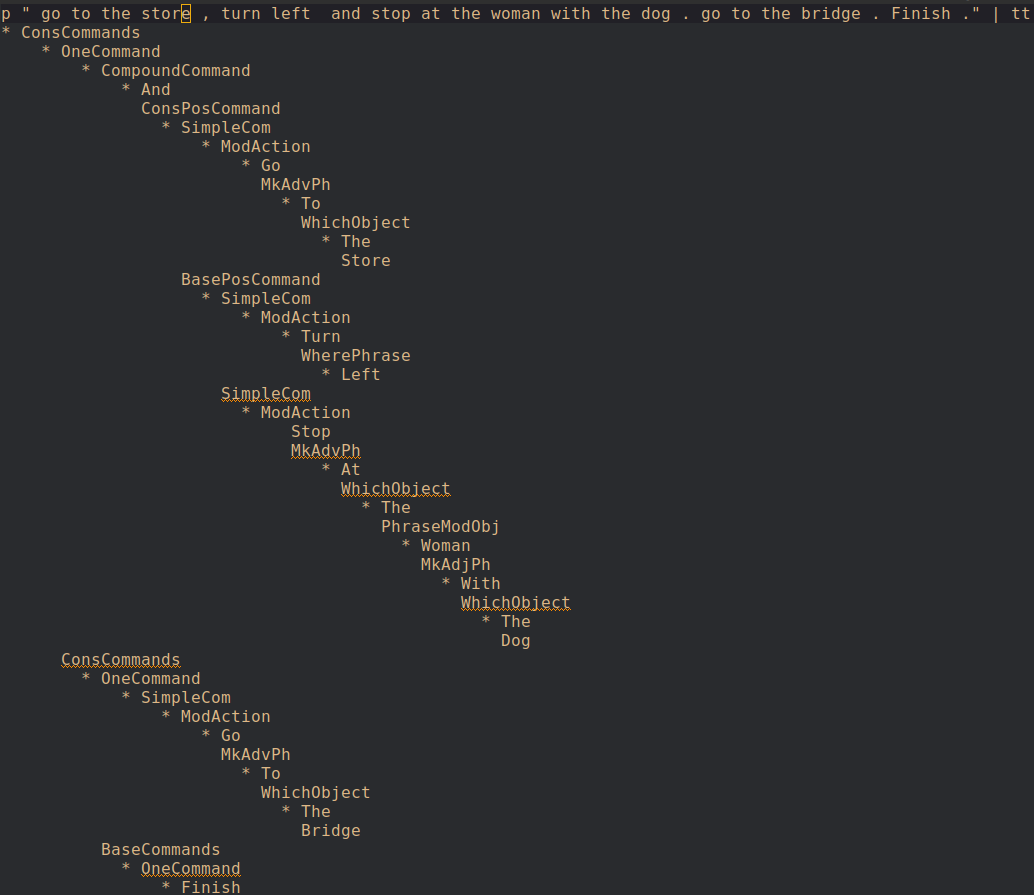 p " go to the store , turn left  and stop at the woman with the dog . go to the bridge . Finish ." | tt
* ConsCommands
    * OneCommand
        * CompoundCommand
            * And
              ConsPosCommand
                * SimpleCom
                    * ModAction
                        * Go
                          MkAdvPh
                            * To
                              WhichObject
                                * The
                                  Store
                  BasePosCommand
                    * SimpleCom
                        * ModAction
                            * Turn
                              WherePhrase
                                * Left
                      SimpleCom
                        * ModAction
                             Stop
                             MkAdvPh
                                * At
                                  WhichObject
                                    * The
                                      PhraseModObj
                                        * Woman
                                          MkAdjPh
                                            * With
                                              WhichObject
                                                * The
                                                  Dog
      ConsCommands
        * OneCommand
            * SimpleCom
                * ModAction
                    * Go
                      MkAdvPh
                        * To
                          WhichObject
                            * The
                              Bridge
          BaseCommands
            * OneCommand
                * Finish